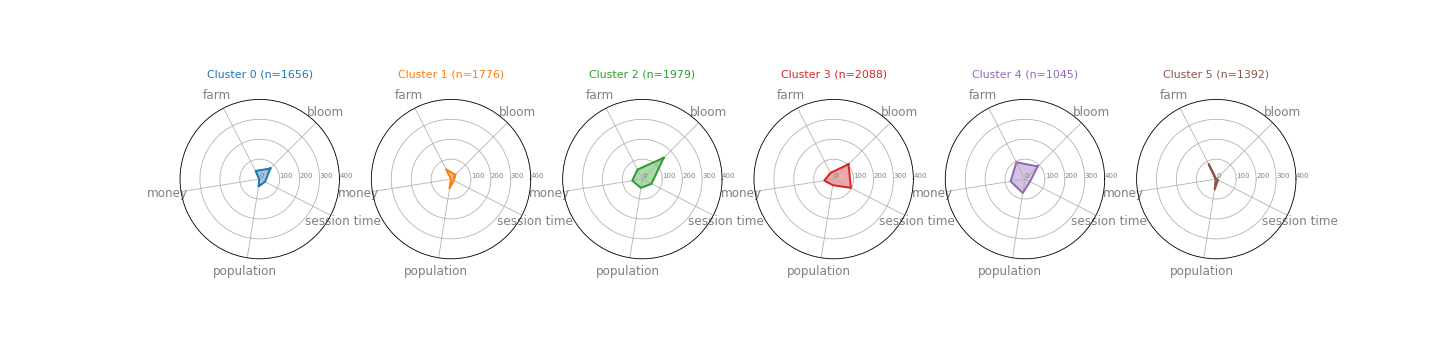 Cluster 0 (n=1656)
farm
bloom
0 100 200 300 400
money
session time
population
Cluster 1 (n=1776)
farm
bloom
0 100 200 300 400
money
session time
population
Cluster 2 (n=1979)
farm
bloom
0 100 200 300 400
money
session time
population
Cluster 3 (n=2088)
farm
bloom
0 100 200 300 400
money
session time
population
Cluster 4 (n=1045)
farm
bloom
0 100 200 300 400
money
session time
population
Cluster 5 (n=1392)
farm
bloom
0 100 200 300 400
money
session time
population